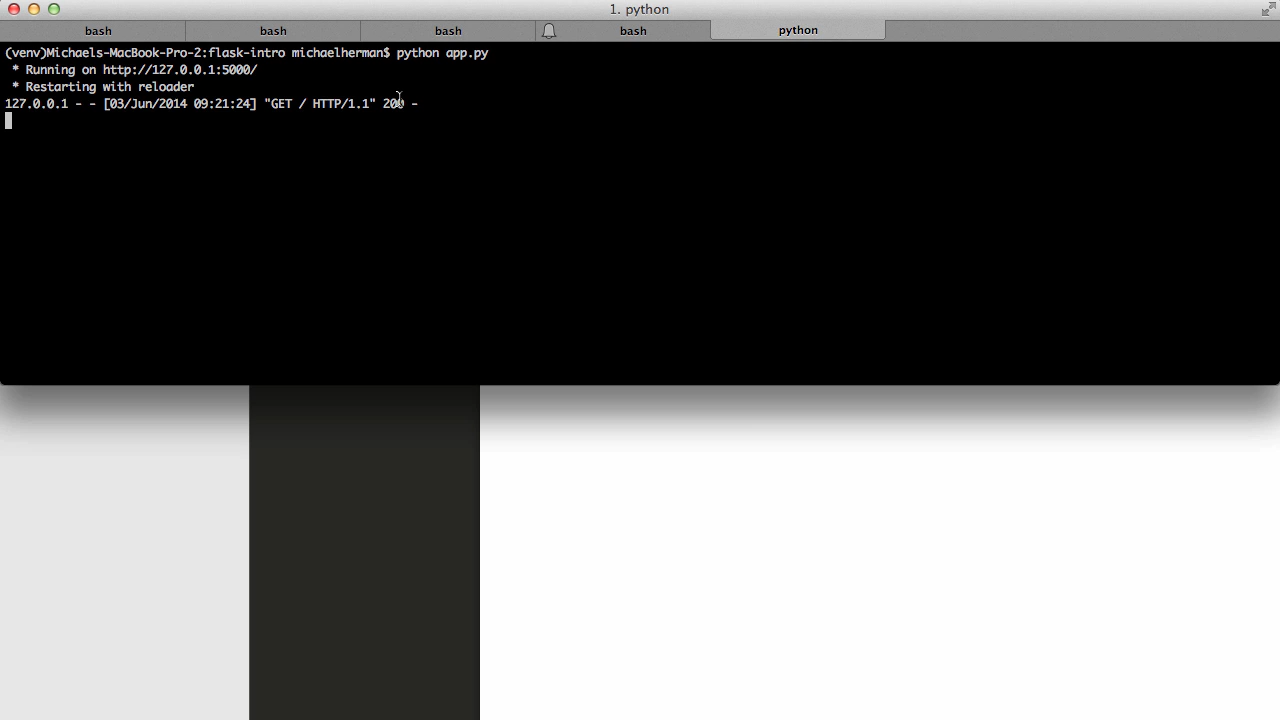 1. python
bash bash bash bash python
(venv)Michaels-MacBook-Pro-2:flask-intro michaelherman$ python app.py
* Running on http://127.0.0.1:5000/
* Restarting with reloader
127.0.0.1 - - [03/Jun/2014 09:21:24] "GET / HTTP/1.1" 200 -